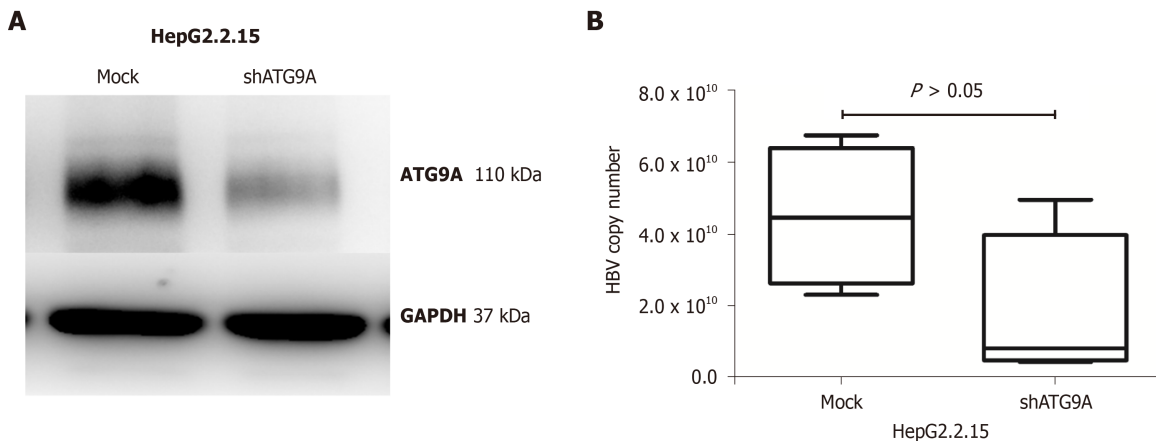 A
HepG2.2.15
Mock shATG9A
ATG9A 110 kDa
GAPDH 37 kDa
B
HBV copy number
8.0 x 10¹⁰
6.0 x 10¹⁰
4.0 x 10¹⁰
2.0 x 10¹⁰
0.0
P > 0.05
Mock shATG9A
HepG2.2.15